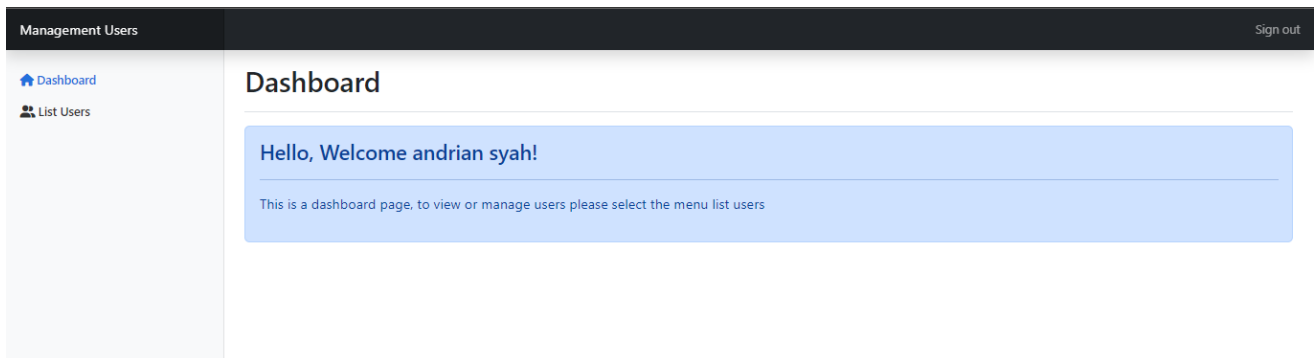 Management Users
Sign out
Dashboard
List Users
Dashboard
Hello, Welcome andrian syah!
This is a dashboard page, to view or manage users please select the menu list users